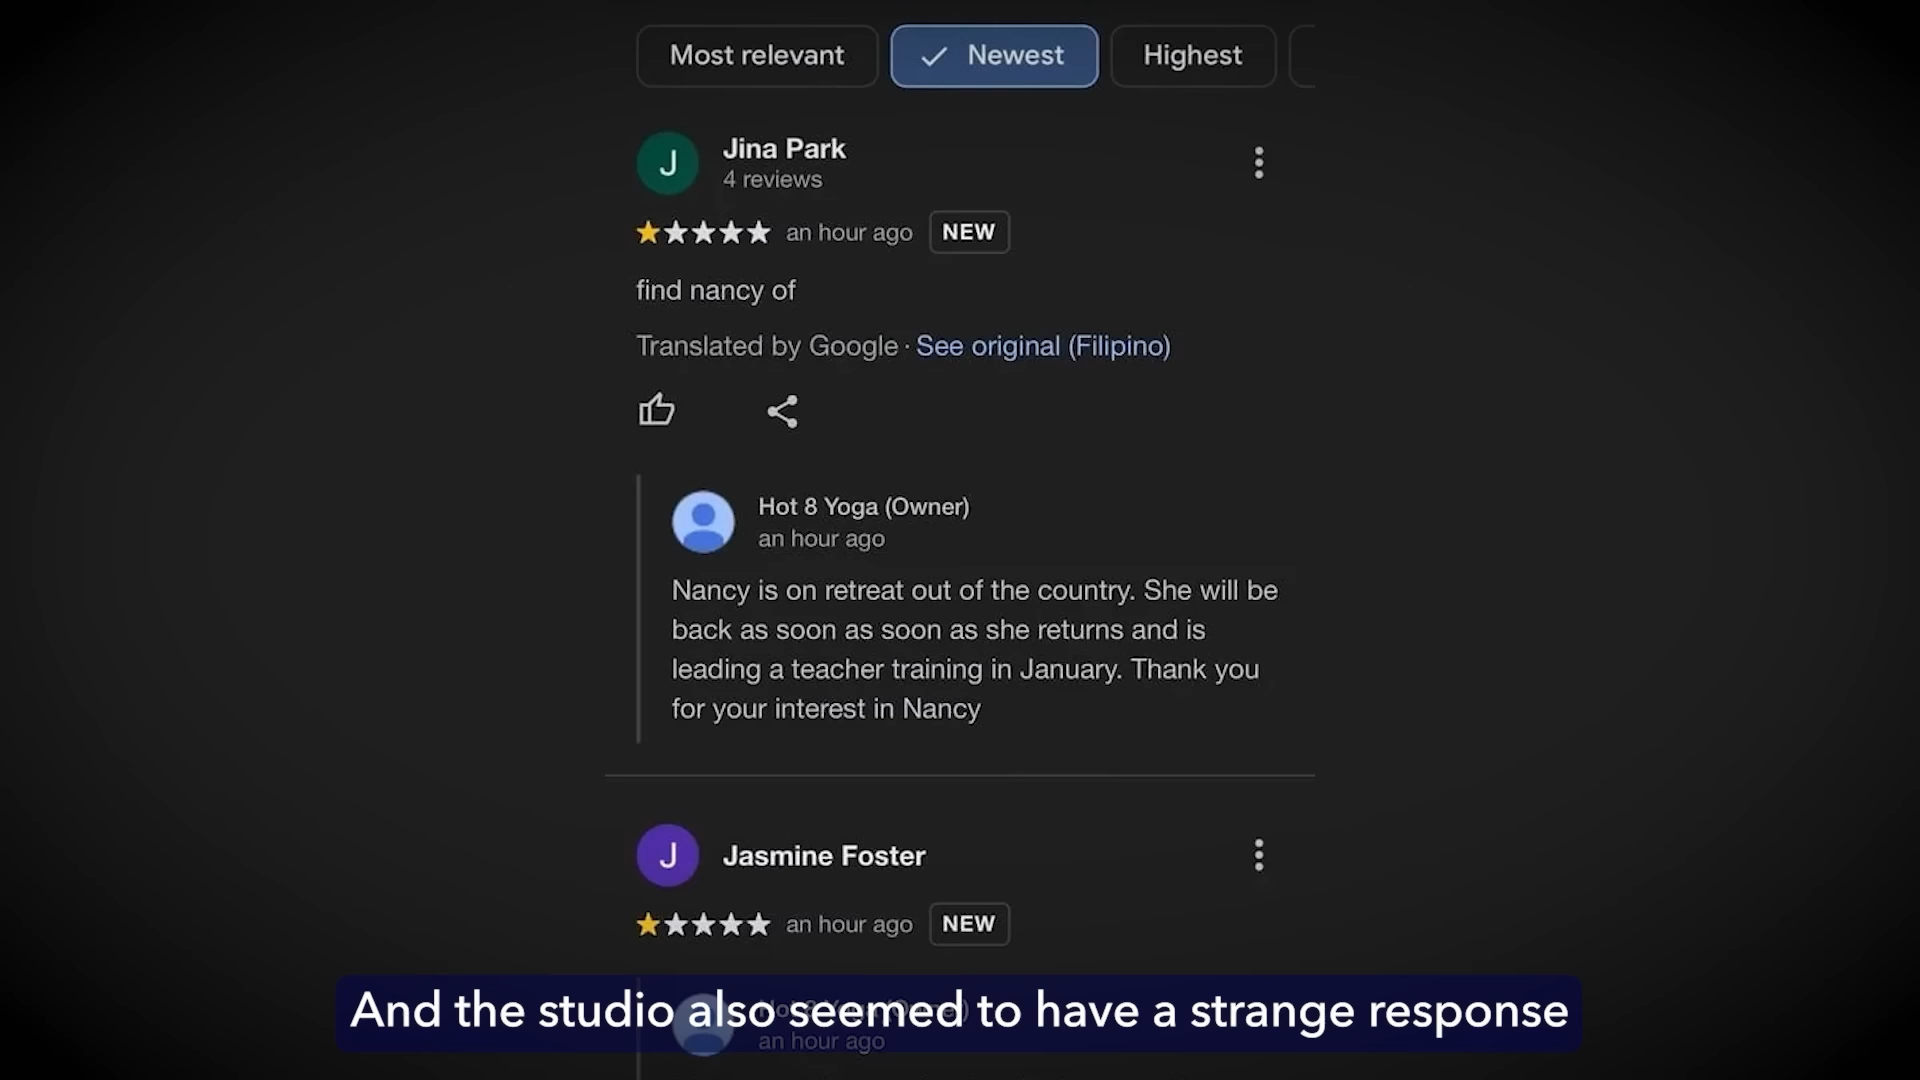 Most relevant
Newest
Highest
J
Jina Park
4 reviews
an hour ago
NEW
find nancy of
Translated by Google · See original (Filipino)
Hot 8 Yoga (Owner)
an hour ago
Nancy is on retreat out of the country. She will be
back as soon as soon as she returns and is
leading a teacher training in January. Thank you
for your interest in Nancy
J
Jasmine Foster
an hour ago
NEW
Hot 8 Yoga (Owner)
And the studio also seemed to have a strange response
an hour ago